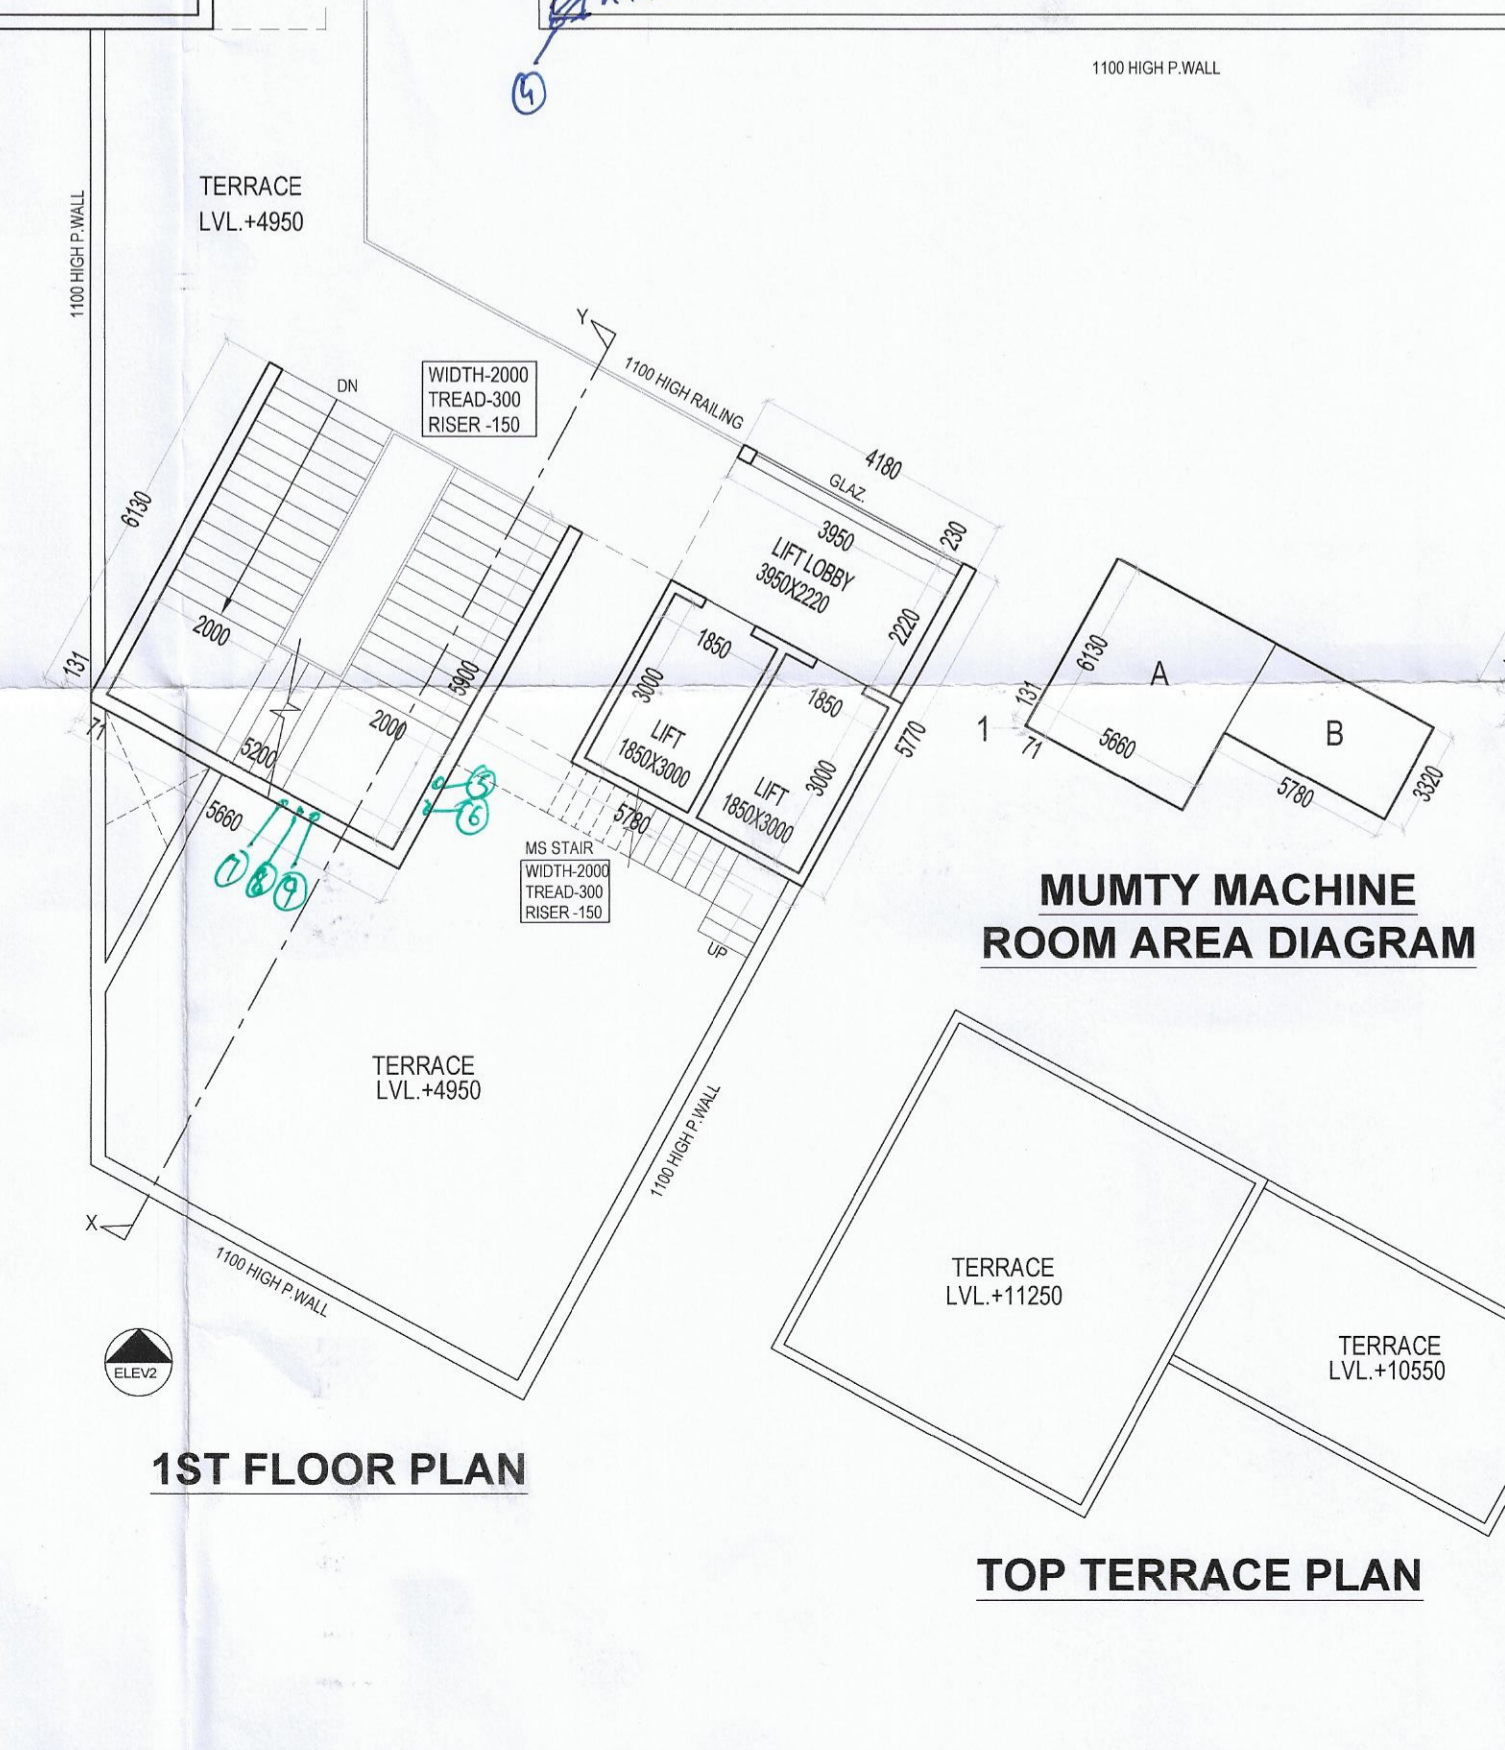 4
1100 HIGH P.WALL
TERRACE
LVL.+4950
1100 HIGH P.WALL
Y
1100 HIGH RAILING
WIDTH-2000
TREAD-300
RISER -150
DN
4180
GLAZ.
230
3950
LIFT LOBBY
3950X2220
2220
6130
2000
131
71
5900
2000
5200
5660
1850
3000
LIFT
1850X3000
1850
3000
LIFT
1850X3000
5770
5780
5
6
7
8
9
MS STAIR
WIDTH-2000
TREAD-300
RISER -150
UP
TERRACE
LVL.+4950
1100 HIGH P.WALL
X
1100 HIGH P.WALL
ELEV2
1ST FLOOR PLAN
6130
A
131
1
71
5660
B
5780
3320
MUMTY MACHINE
ROOM AREA DIAGRAM
TERRACE
LVL.+11250
TERRACE
LVL.+10550
TOP TERRACE PLAN